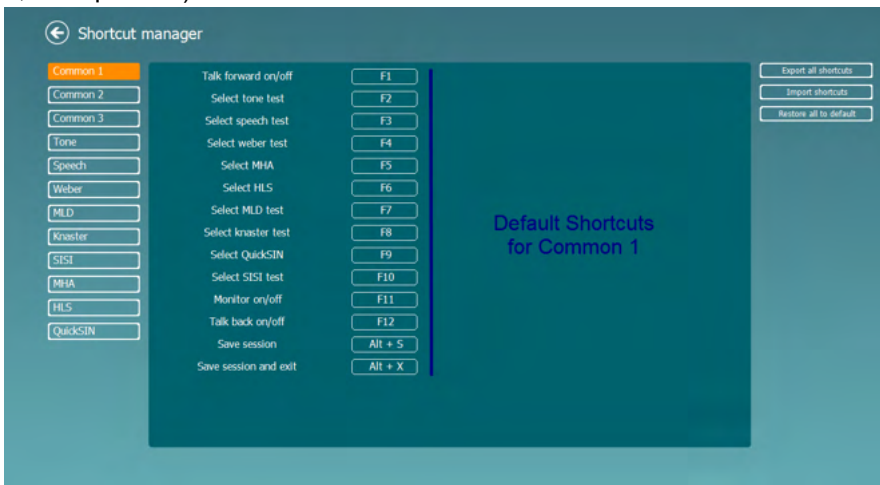 Shortcut manager
Common 1
Common 2
Common 3
Tone
Speech
Weber
MLD
Knaster
SISI
MHA
HLS
QuickSIN
Talk forward on/off F1
Select tone test F2
Select speech test F3
Select weber test F4
Select MHA F5
Select HLS F6
Select MLD test F7
Select knaster test F8
Select QuickSIN F9
Select SISI test F10
Monitor on/off F11
Talk back on/off F12
Save session Alt + S
Save session and exit Alt + X
Default Shortcuts
for Common 1
Export all shortcuts
Import shortcuts
Restore all to default